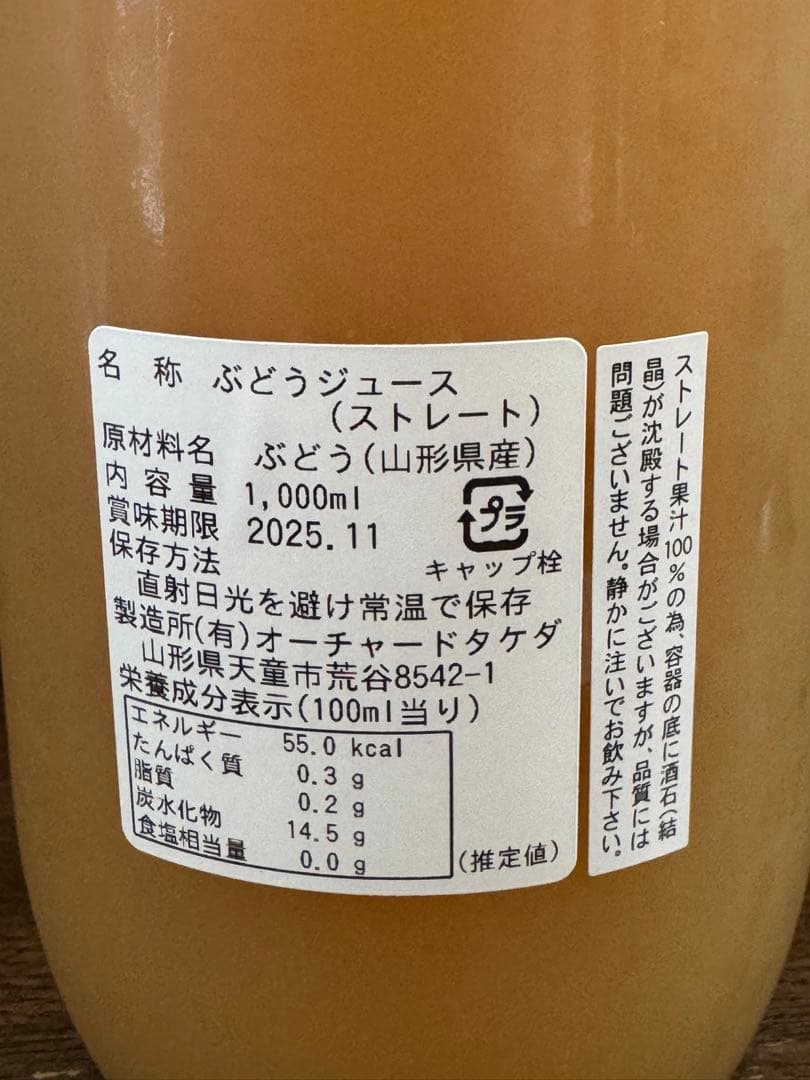 名称 ぶどうジュース
(ストレート)
原材料名 ぶどう(山形県産)
内容量 1,000ml
賞味期限 2025.11
保存方法
プラ
キャップ栓
直射日光を避け常温で保存
製造所(有)オーチャードタケダ
山形県天童市荒谷8542-1
栄養成分表示(100ml当り)
エネルギー 55.0 kcal
たんぱく質 0.3 g
脂質 0.2 g
炭水化物 14.5 g
食塩相当量 0.0 g
(推定値)
ストレート果汁100%の為、容器の底に酒石(結
晶)が沈殿する場合がございますが、品質には
問題ございません。静かに注いでお飲み下さい。